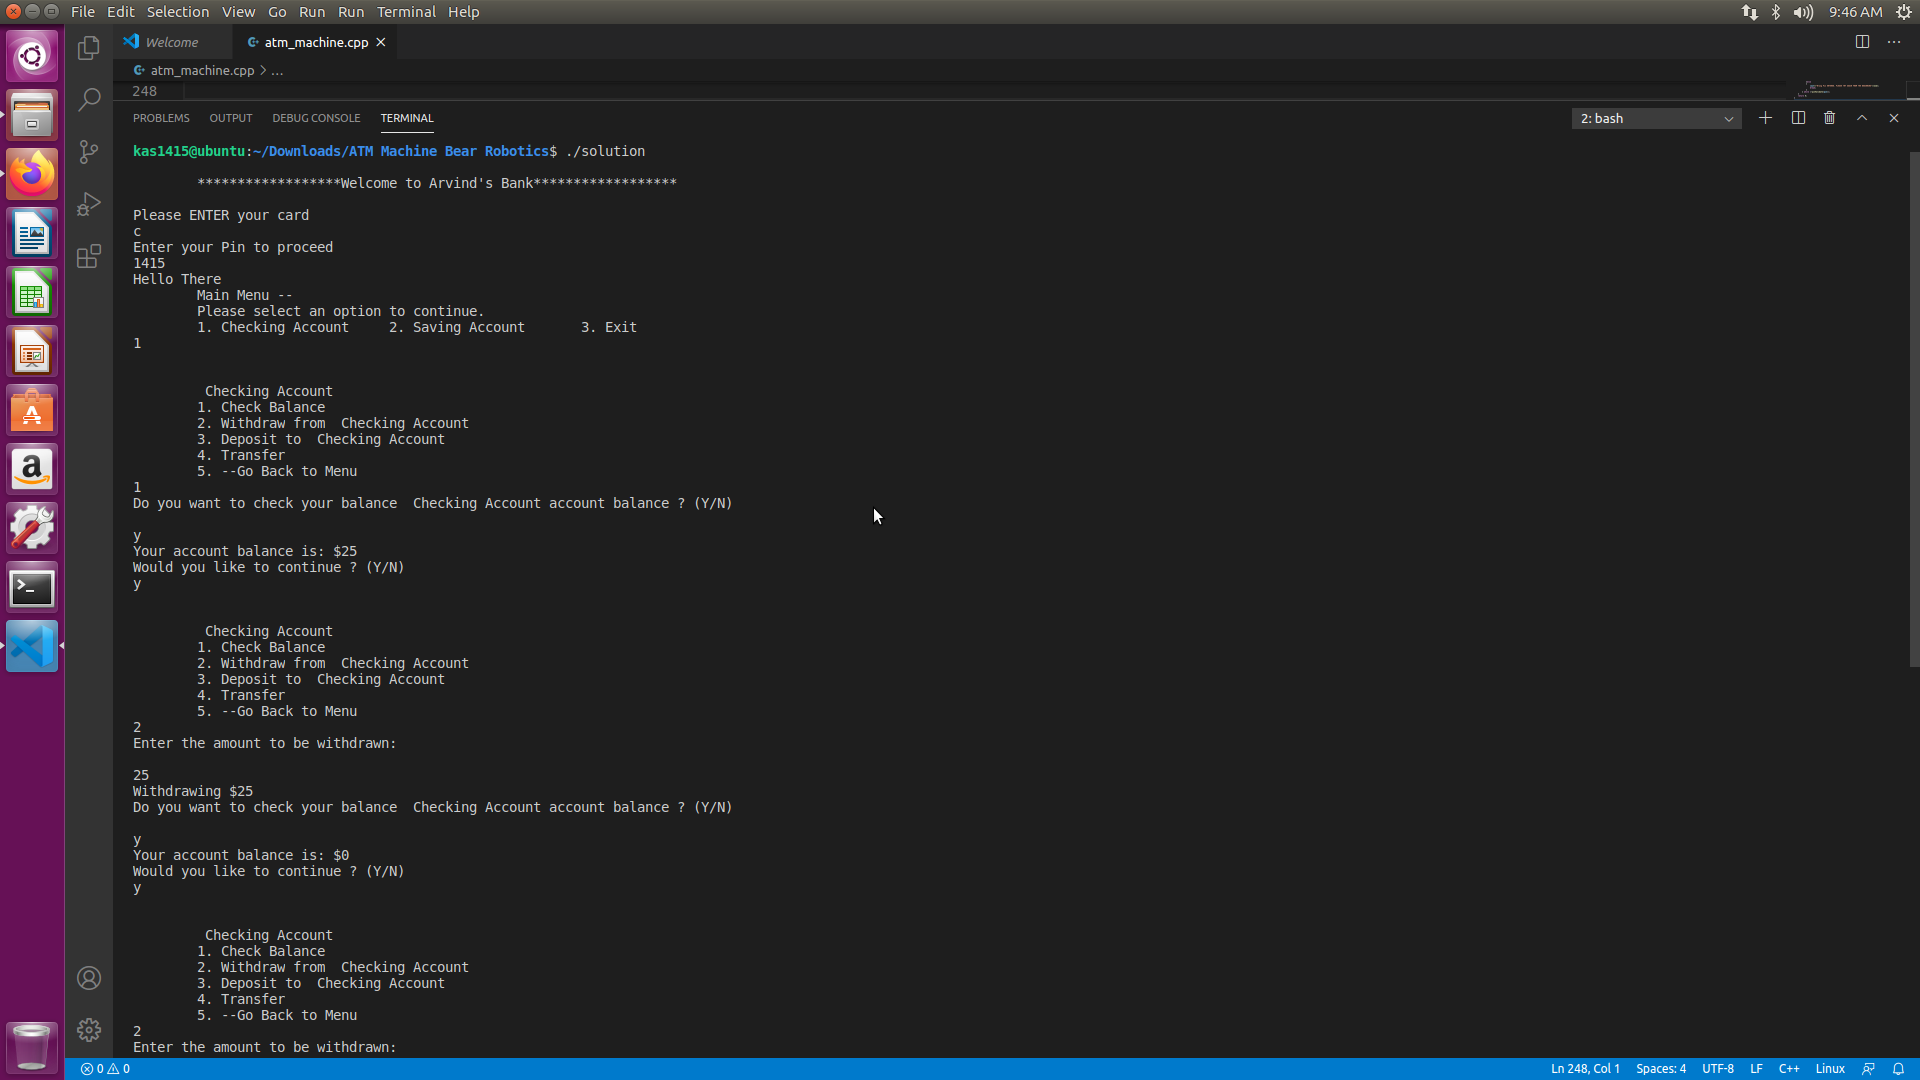 File Edit Selection View Go Run Run Terminal Help
9:46 AM
Welcome
atm_machine.cpp
atm_machine.cpp > ...
248
PROBLEMS OUTPUT DEBUG CONSOLE TERMINAL
2: bash
kas1415@ubuntu:~/Downloads/ATM Machine Bear Robotics$ ./solution
******************Welcome to Arvind's Bank******************
Please ENTER your card
c
Enter your Pin to proceed
1415
Hello There
Main Menu --
Please select an option to continue.
1. Checking Account 2. Saving Account 3. Exit
1
Checking Account
1. Check Balance
2. Withdraw from Checking Account
3. Deposit to Checking Account
4. Transfer
5. --Go Back to Menu
1
Do you want to check your balance Checking Account account balance ? (Y/N)
y
Your account balance is: $25
Would you like to continue ? (Y/N)
y
Checking Account
1. Check Balance
2. Withdraw from Checking Account
3. Deposit to Checking Account
4. Transfer
5. --Go Back to Menu
2
Enter the amount to be withdrawn:
25
Withdrawing $25
Do you want to check your balance Checking Account account balance ? (Y/N)
y
Your account balance is: $0
Would you like to continue ? (Y/N)
y
Checking Account
1. Check Balance
2. Withdraw from Checking Account
3. Deposit to Checking Account
4. Transfer
5. --Go Back to Menu
2
Enter the amount to be withdrawn:
0 0
Ln 248, Col 1 Spaces: 4 UTF-8 LF C++ Linux